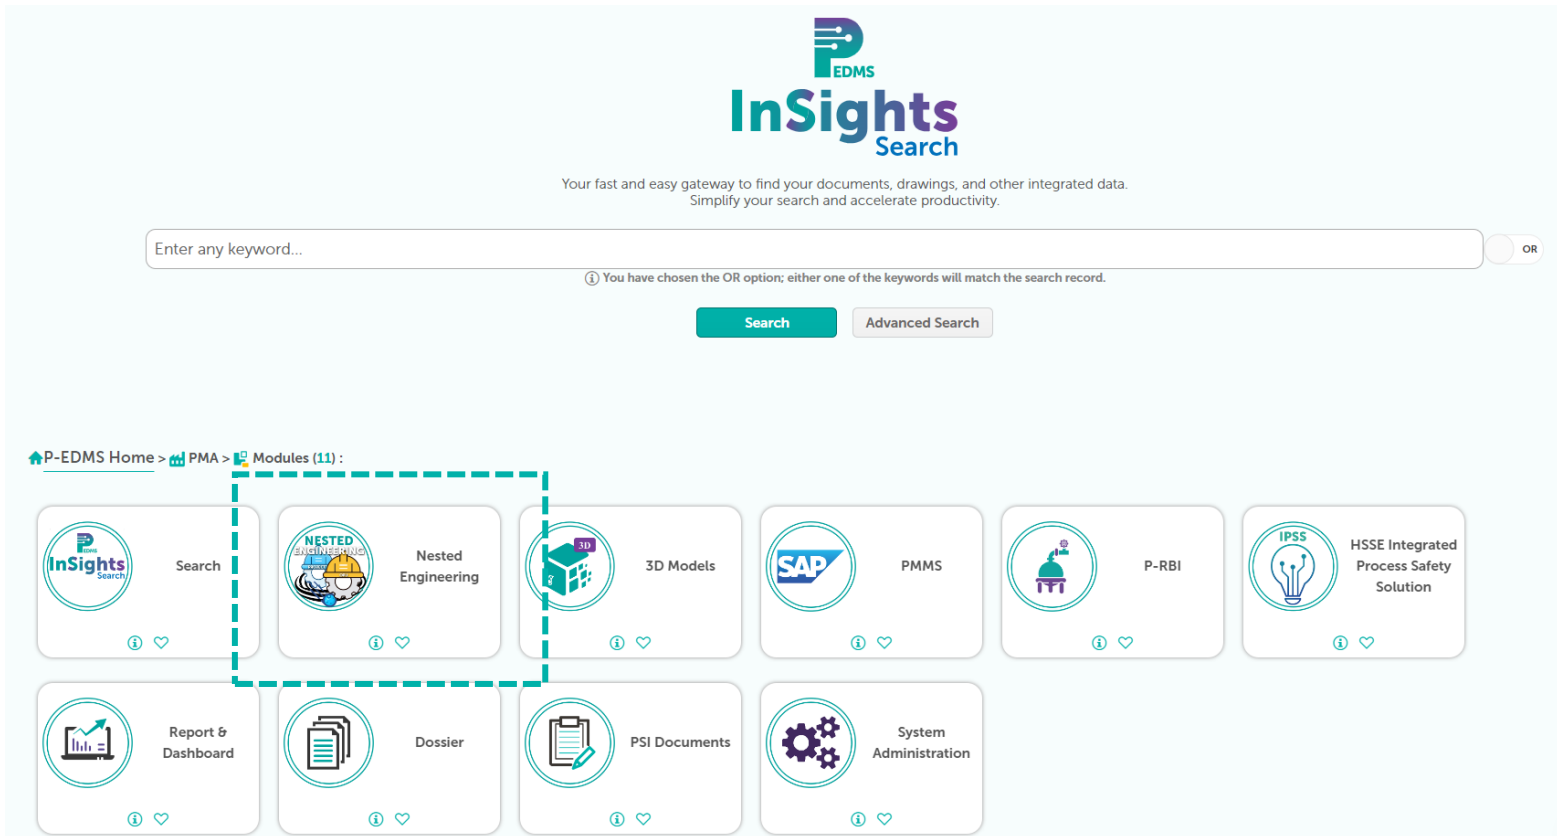 P
EDMS
InSights
Search
Your fast and easy gateway to find your documents, drawings, and other integrated data.
Simplify your search and accelerate productivity.
Enter any keyword...
OR
You have chosen the OR option; either one of the keywords will match the search record.
Search
Advanced Search
P-EDMS Home > PMA > Modules (11) :
P
EDMS
InSights
Search
Search
NESTED
ENGINEERING
Nested
Engineering
3D
3D Models
SAP
PMMS
P-RBI
IPSS
HSSE Integrated
Process Safety
Solution
Report &
Dashboard
Dossier
PSI Documents
System
Administration